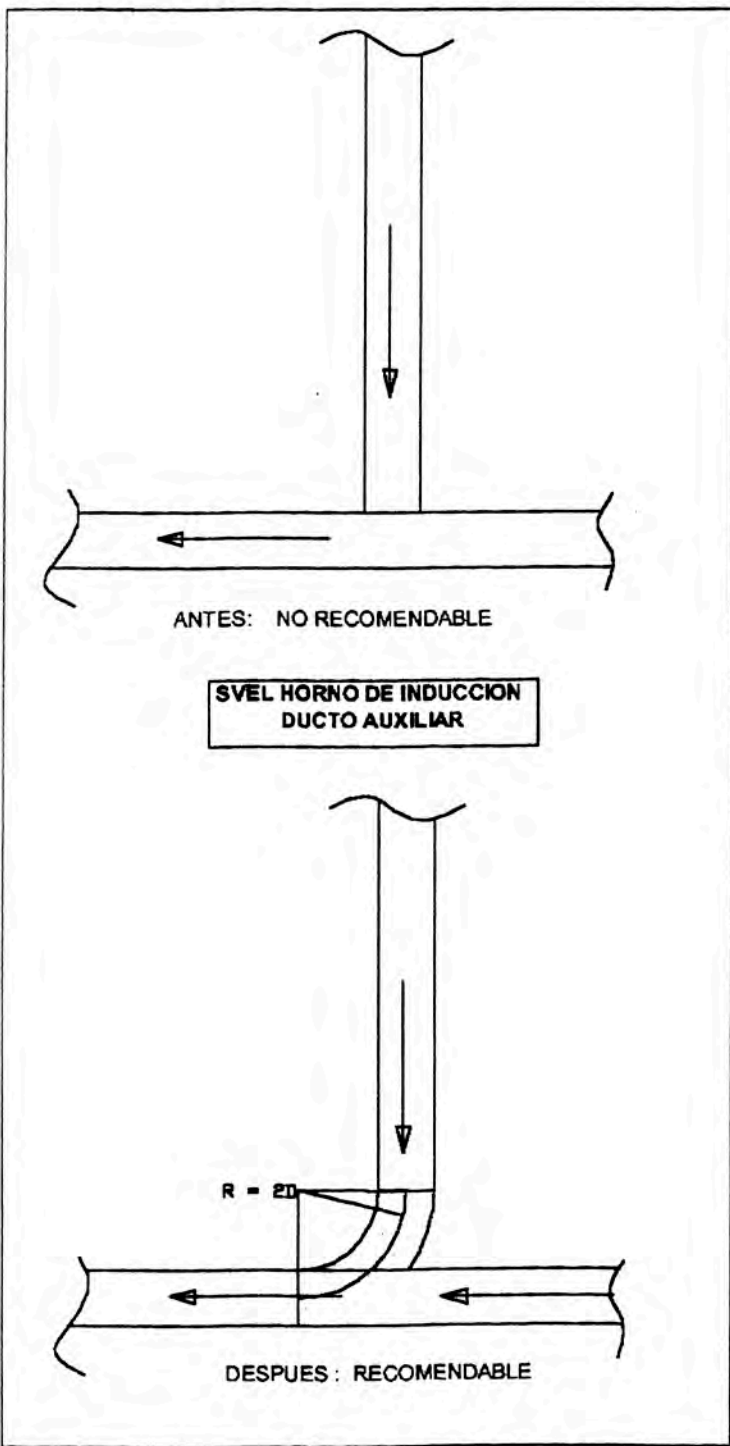 ANTES: NO RECOMENDABLE
SVEL HORNO DE INDUCCION
DUCTO AUXILIAR
R = 2D
DESPUES : RECOMENDABLE